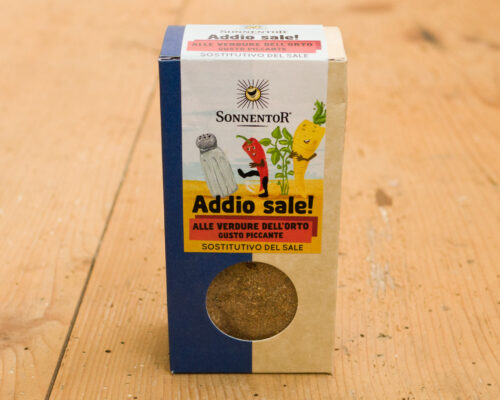 SONNENTOR
Addio sale!
ALLE VERDURE DELL'ORTO
GUSTO PICCANTE
SOSTITUTIVO DEL SALE
SONNENTOR®
Addio sale!
ALLE VERDURE DELL'ORTO
GUSTO PICCANTE
SOSTITUTIVO DEL SALE